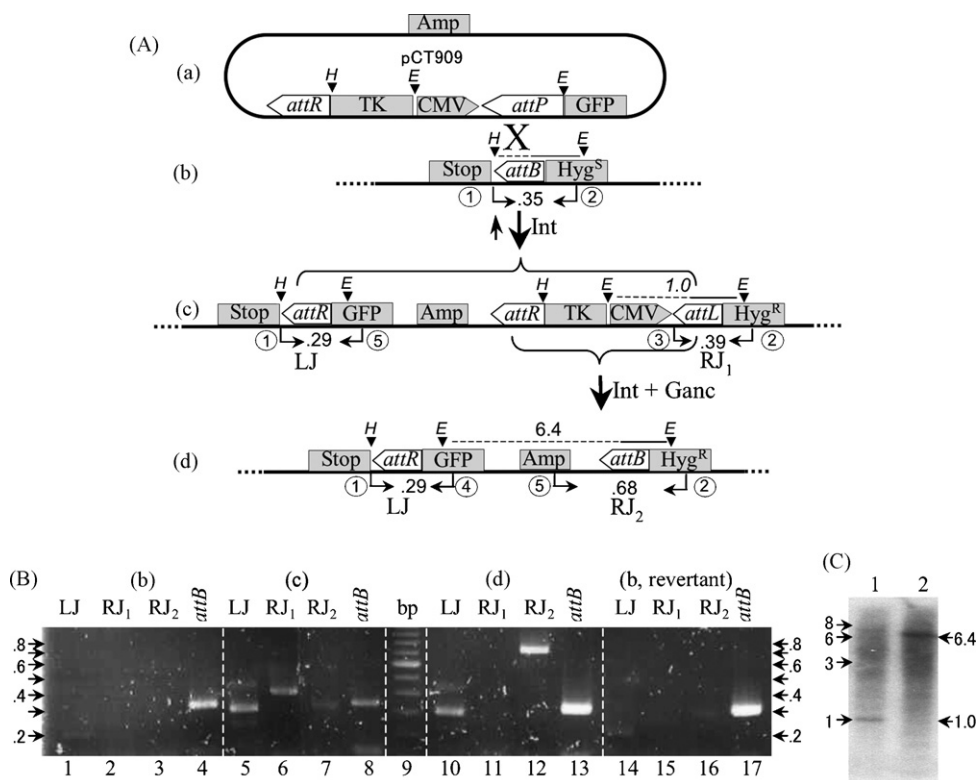 (A)
Amp
pCT909
(a)
H E E
attR TK CMV attP GFP
X
H E
(b)
Stop attB Hyg^S
1 .35 2
Int
H E H E 1.0 E
(c)
Stop attR GFP Amp attR TK CMV attL Hyg^R
1 .29 5 3 .39 2
LJ RJ1
Int + Ganc
H E 6.4 E
(d)
Stop attR GFP Amp attB Hyg^R
1 .29 4 5 .68 2
LJ RJ2
(B) (b) (c) (d) (b, revertant)
LJ RJ1 RJ2 attB LJ RJ1 RJ2 attB bp LJ RJ1 RJ2 attB LJ RJ1 RJ2 attB
.8 .8
.6 .6
.4 .4
.2 .2
1 2 3 4 5 6 7 8 9 10 11 12 13 14 15 16 17
(C)
1 2
8
6 6.4
3
1 1.0